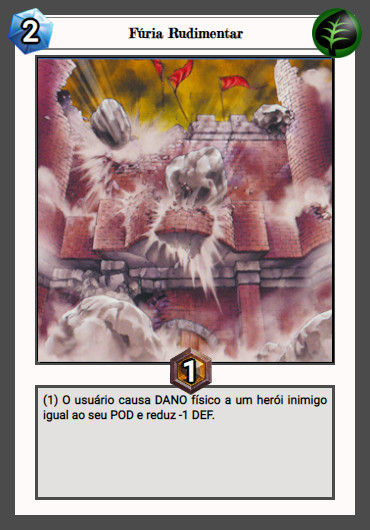 2
Fúria Rudimentar
1
(1) O usuário causa DANO físico a um herói inimigo
igual ao seu POD e reduz -1 DEF.